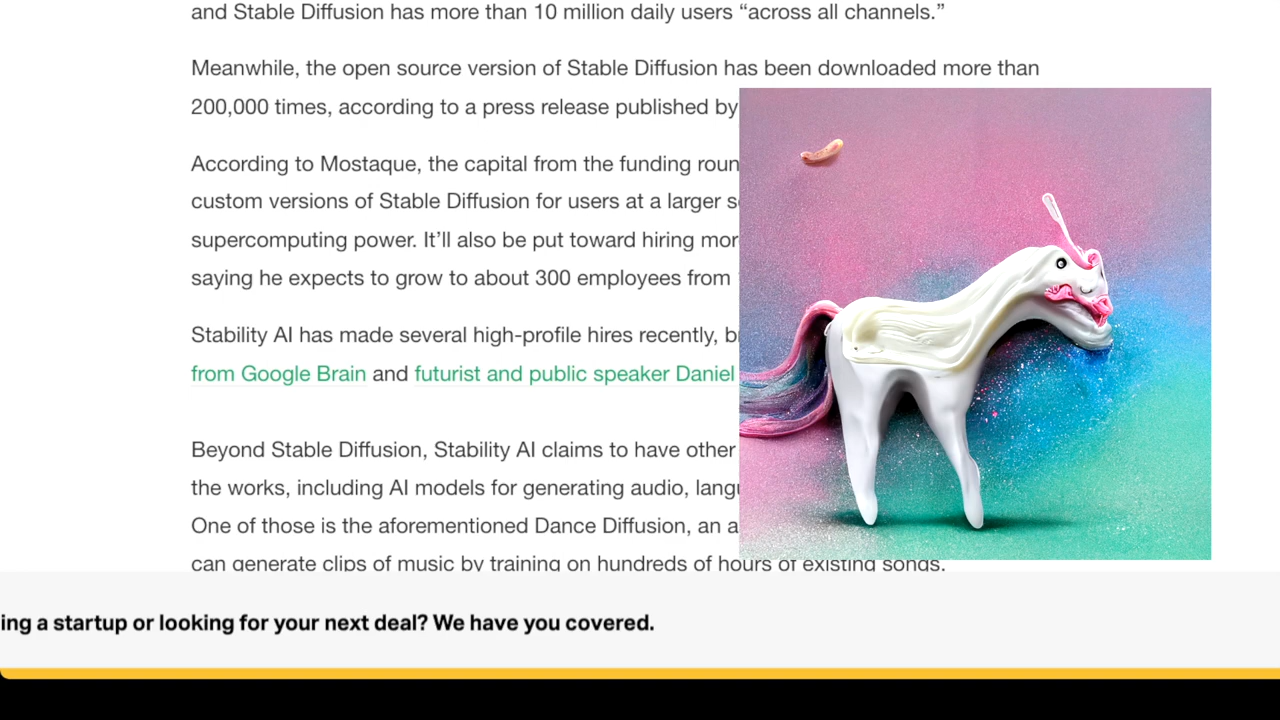 and Stable Diffusion has more than 10 million daily users “across all channels.”
Meanwhile, the open source version of Stable Diffusion has been downloaded more than
200,000 times, according to a press release published by
According to Mostaque, the capital from the funding roun
custom versions of Stable Diffusion for users at a larger s
supercomputing power. It’ll also be put toward hiring mor
saying he expects to grow to about 300 employees from
Stability AI has made several high-profile hires recently, b
from Google Brain and futurist and public speaker Daniel
Beyond Stable Diffusion, Stability AI claims to have other
the works, including AI models for generating audio, langu
One of those is the aforementioned Dance Diffusion, an a
can generate clips of music by training on hundreds of hours of existing songs.
ing a startup or looking for your next deal? We have you covered.